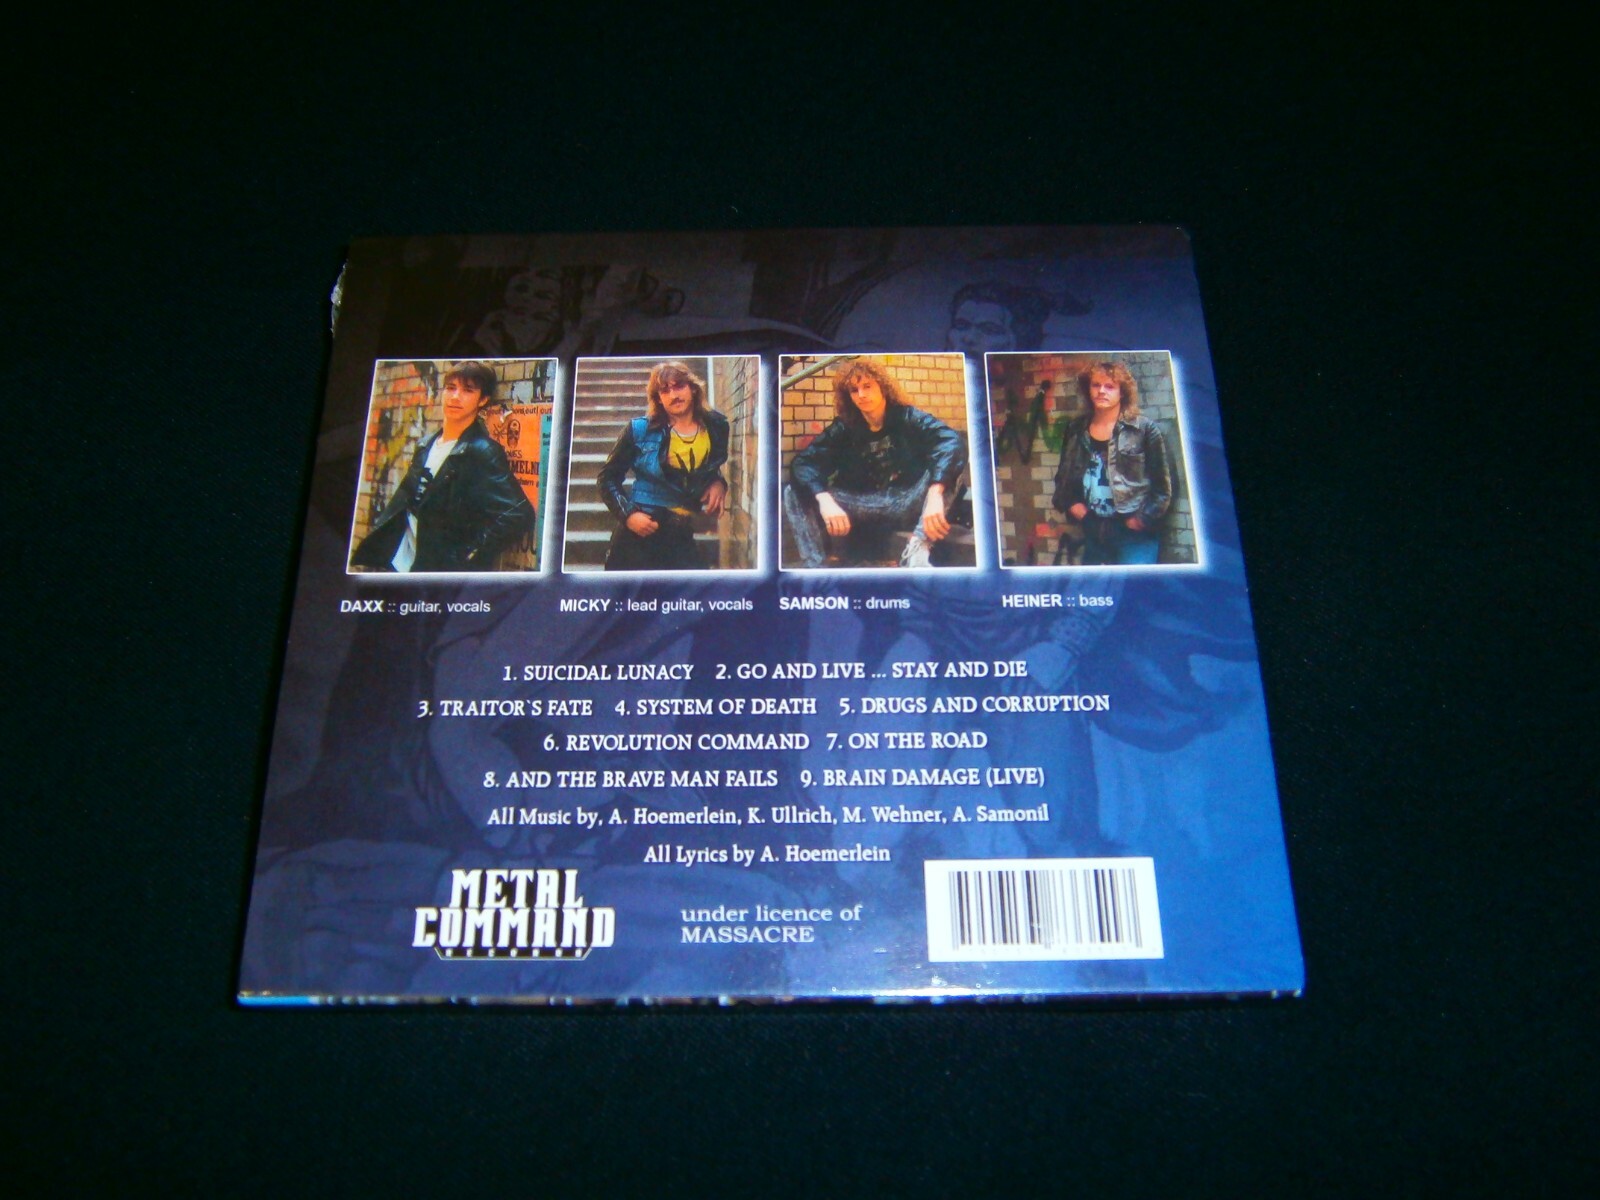 DAXX :: guitar, vocals
MICKY :: lead guitar, vocals
SAMSON :: drums
HEINER :: bass
1. SUICIDAL LUNACY 2. GO AND LIVE ... STAY AND DIE
3. TRAITOR`S FATE 4. SYSTEM OF DEATH 5. DRUGS AND CORRUPTION
6. REVOLUTION COMMAND 7. ON THE ROAD
8. AND THE BRAVE MAN FAILS 9. BRAIN DAMAGE (LIVE)
All Music by, A. Hoemerlein, K. Ullrich, M. Wehner, A. Samonil
All Lyrics by A. Hoemerlein
METAL
COMMAND
RECORDS
under licence of
MASSACRE